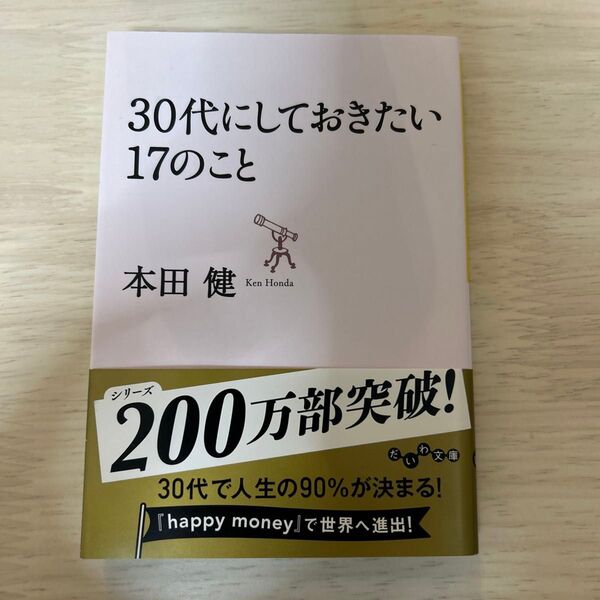 30代にしておきたい
17のこと
本田 健
Ken Honda
シリーズ
200万部突破!
だいわ文庫
30代で人生の90%が決まる!
『happy money』で世界へ進出!